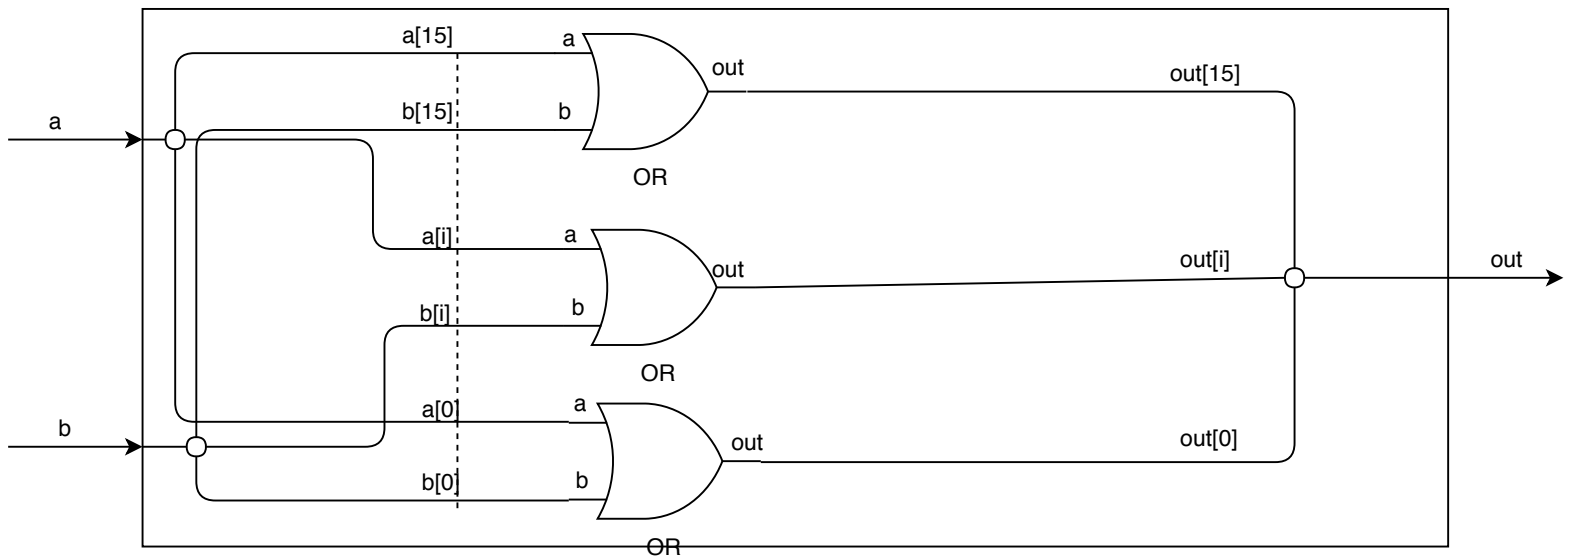 a[15]
a
out
out[15]
b[15]
b
a
OR
a[i]
a
out
out[i]
out
b[i]
b
OR
a[0]
a
b
out
out[0]
b[0]
b
OR